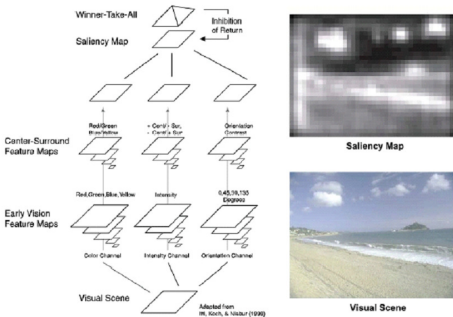 Winner-Take-All
Inhibition
of Return
Saliency Map
Red/Green
Blue/Yellow
+ Cent/- Sur,
- Cent/+ Sur
Orientation
Contrast
Center-Surround
Feature Maps
Red,Green,Blue,Yellow
Intensity
0,45,90,135
Degrees
Early Vision
Feature Maps
Color Channel
Intensity Channel
Orientation Channel
Visual Scene
Adapted from
Itti, Koch, & Niebur (1998)
Saliency Map
Visual Scene